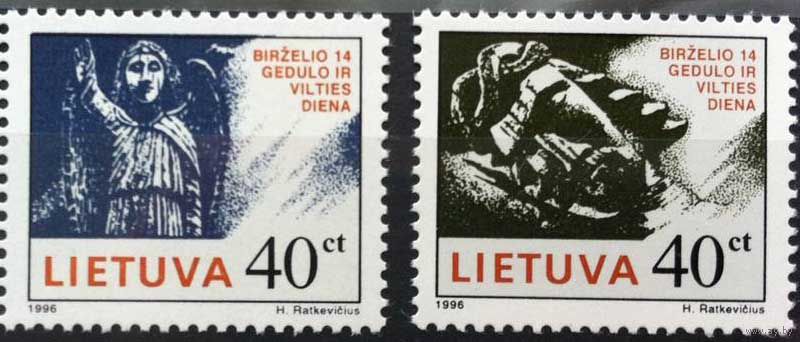 BIRŽELIO 14
GEDULO IR
VILTIES
DIENA
LIETUVA 40ct
1996 H. Ratkevičius
BIRŽELIO 14
GEDULO IR
VILTIES
DIENA
LIETUVA 40ct
1996 H. Ratkevičius